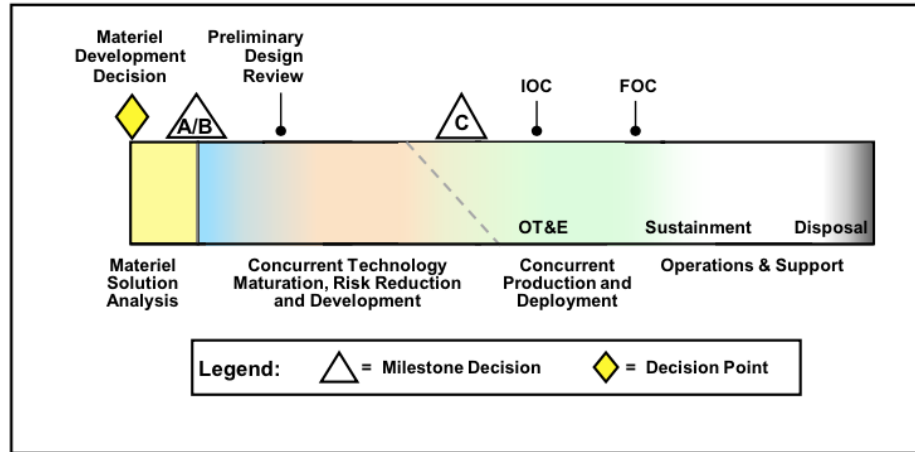 Materiel
Development
Decision
Preliminary
Design
Review
A/B
C
IOC
FOC
OT&E
Sustainment
Disposal
Materiel
Solution
Analysis
Concurrent Technology
Maturation, Risk Reduction
and Development
Concurrent
Production and
Deployment
Operations & Support
Legend:
= Milestone Decision
= Decision Point